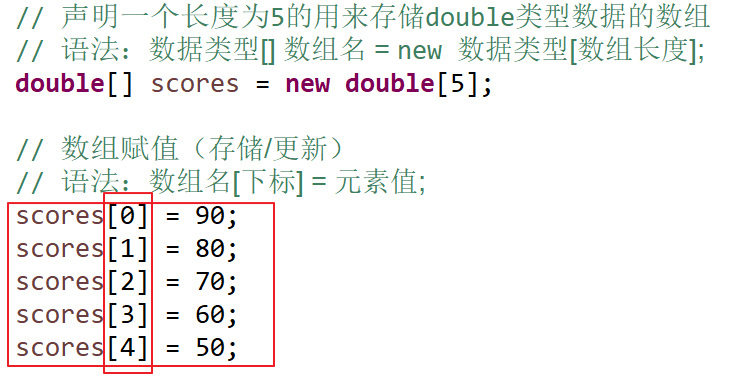 // 声明一个长度为5的用来存储double类型数据的数组
// 语法：数据类型[] 数组名 = new 数据类型[数组长度];
double[] scores = new double[5];
// 数组赋值（存储/更新）
// 语法：数组名[下标] = 元素值;
scores[0] = 90;
scores[1] = 80;
scores[2] = 70;
scores[3] = 60;
scores[4] = 50;